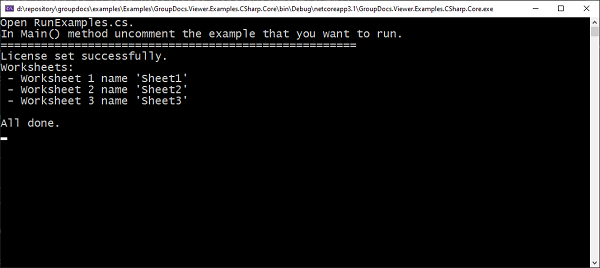 d:\repository\groupdocs\examples\Examples\GroupDocs.Viewer.Examples.CSharp.Core\bin\Debug\netcoreapp3.1\GroupDocs.Viewer.Examples.CSharp.Core.exe
Open RunExamples.cs.
In Main() method uncomment the example that you want to run.
=====================================================
License set successfully.
Worksheets:
 - Worksheet 1 name 'Sheet1'
 - Worksheet 2 name 'Sheet2'
 - Worksheet 3 name 'Sheet3'
All done.